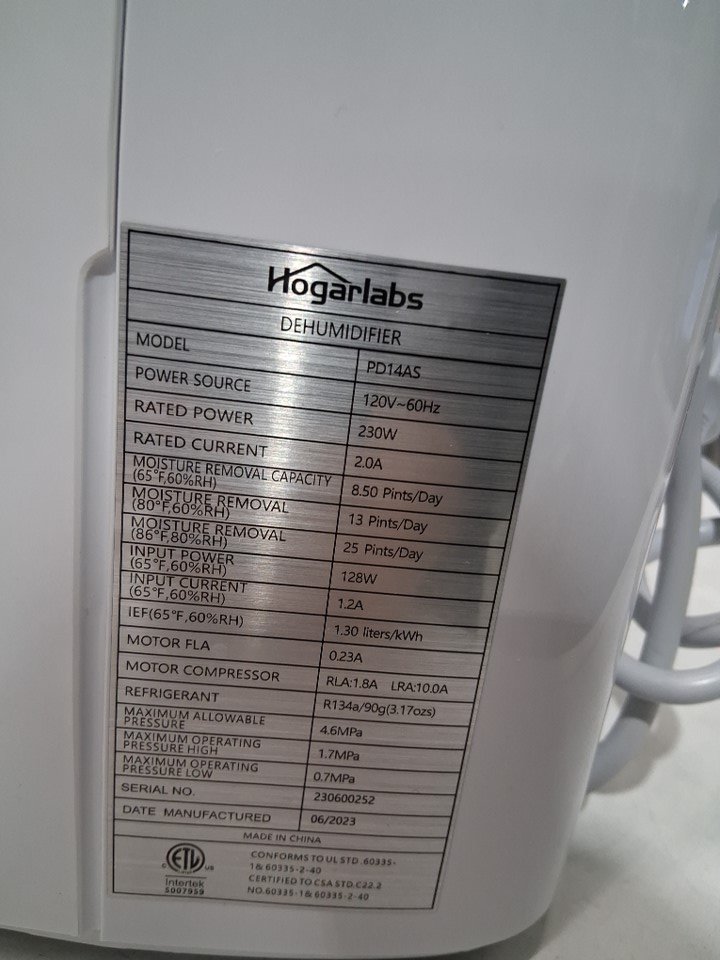 Hogarlabs
DEHUMIDIFIER
MODEL PD14AS
POWER SOURCE 120V~60Hz
RATED POWER 230W
RATED CURRENT 2.0A
MOISTURE REMOVAL CAPACITY
(65°F,60%RH) 8.50 Pints/Day
MOISTURE REMOVAL
(80°F,60%RH) 13 Pints/Day
MOISTURE REMOVAL
(86°F,80%RH) 25 Pints/Day
INPUT POWER
(65°F,60%RH) 128W
INPUT CURRENT
(65°F,60%RH) 1.2A
IEF(65°F,60%RH) 1.30 liters/kWh
MOTOR FLA 0.23A
MOTOR COMPRESSOR RLA:1.8A LRA:10.0A
REFRIGERANT R134a/90g(3.17ozs)
MAXIMUM ALLOWABLE
PRESSURE 4.6MPa
MAXIMUM OPERATING
PRESSURE HIGH 1.7MPa
MAXIMUM OPERATING
PRESSURE LOW 0.7MPa
SERIAL NO. 230600252
DATE MANUFACTURED 06/2023
MADE IN CHINA
C ETL US
Intertek
5007959
CONFORMS TO UL STD .60335-
1& 60335-2-40
CERTIFIED TO CSA STD.C22.2
NO.60335-1& 60335-2-40